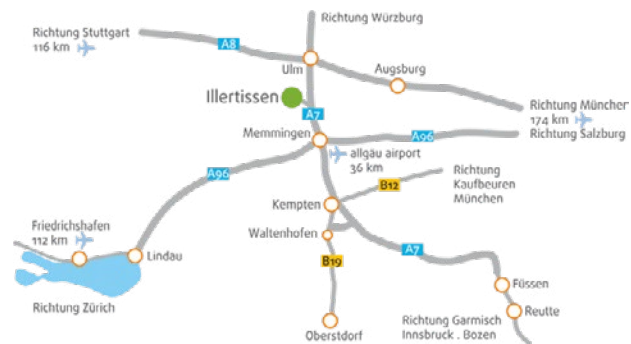 Richtung Würzburg
Richtung Stuttgart
116 km
A8
Ulm
Augsburg
Illertissen
A7
Richtung München
174 km
Richtung Salzburg
Memmingen
A96
allgäu airport
36 km
A96
Richtung
Kaufbeuren
München
B12
Kempten
Friedrichshafen
112 km
Waltenhofen
A7
Lindau
B19
Füssen
Richtung Zürich
Reutte
Richtung Garmisch
Innsbruck . Bozen
Oberstdorf